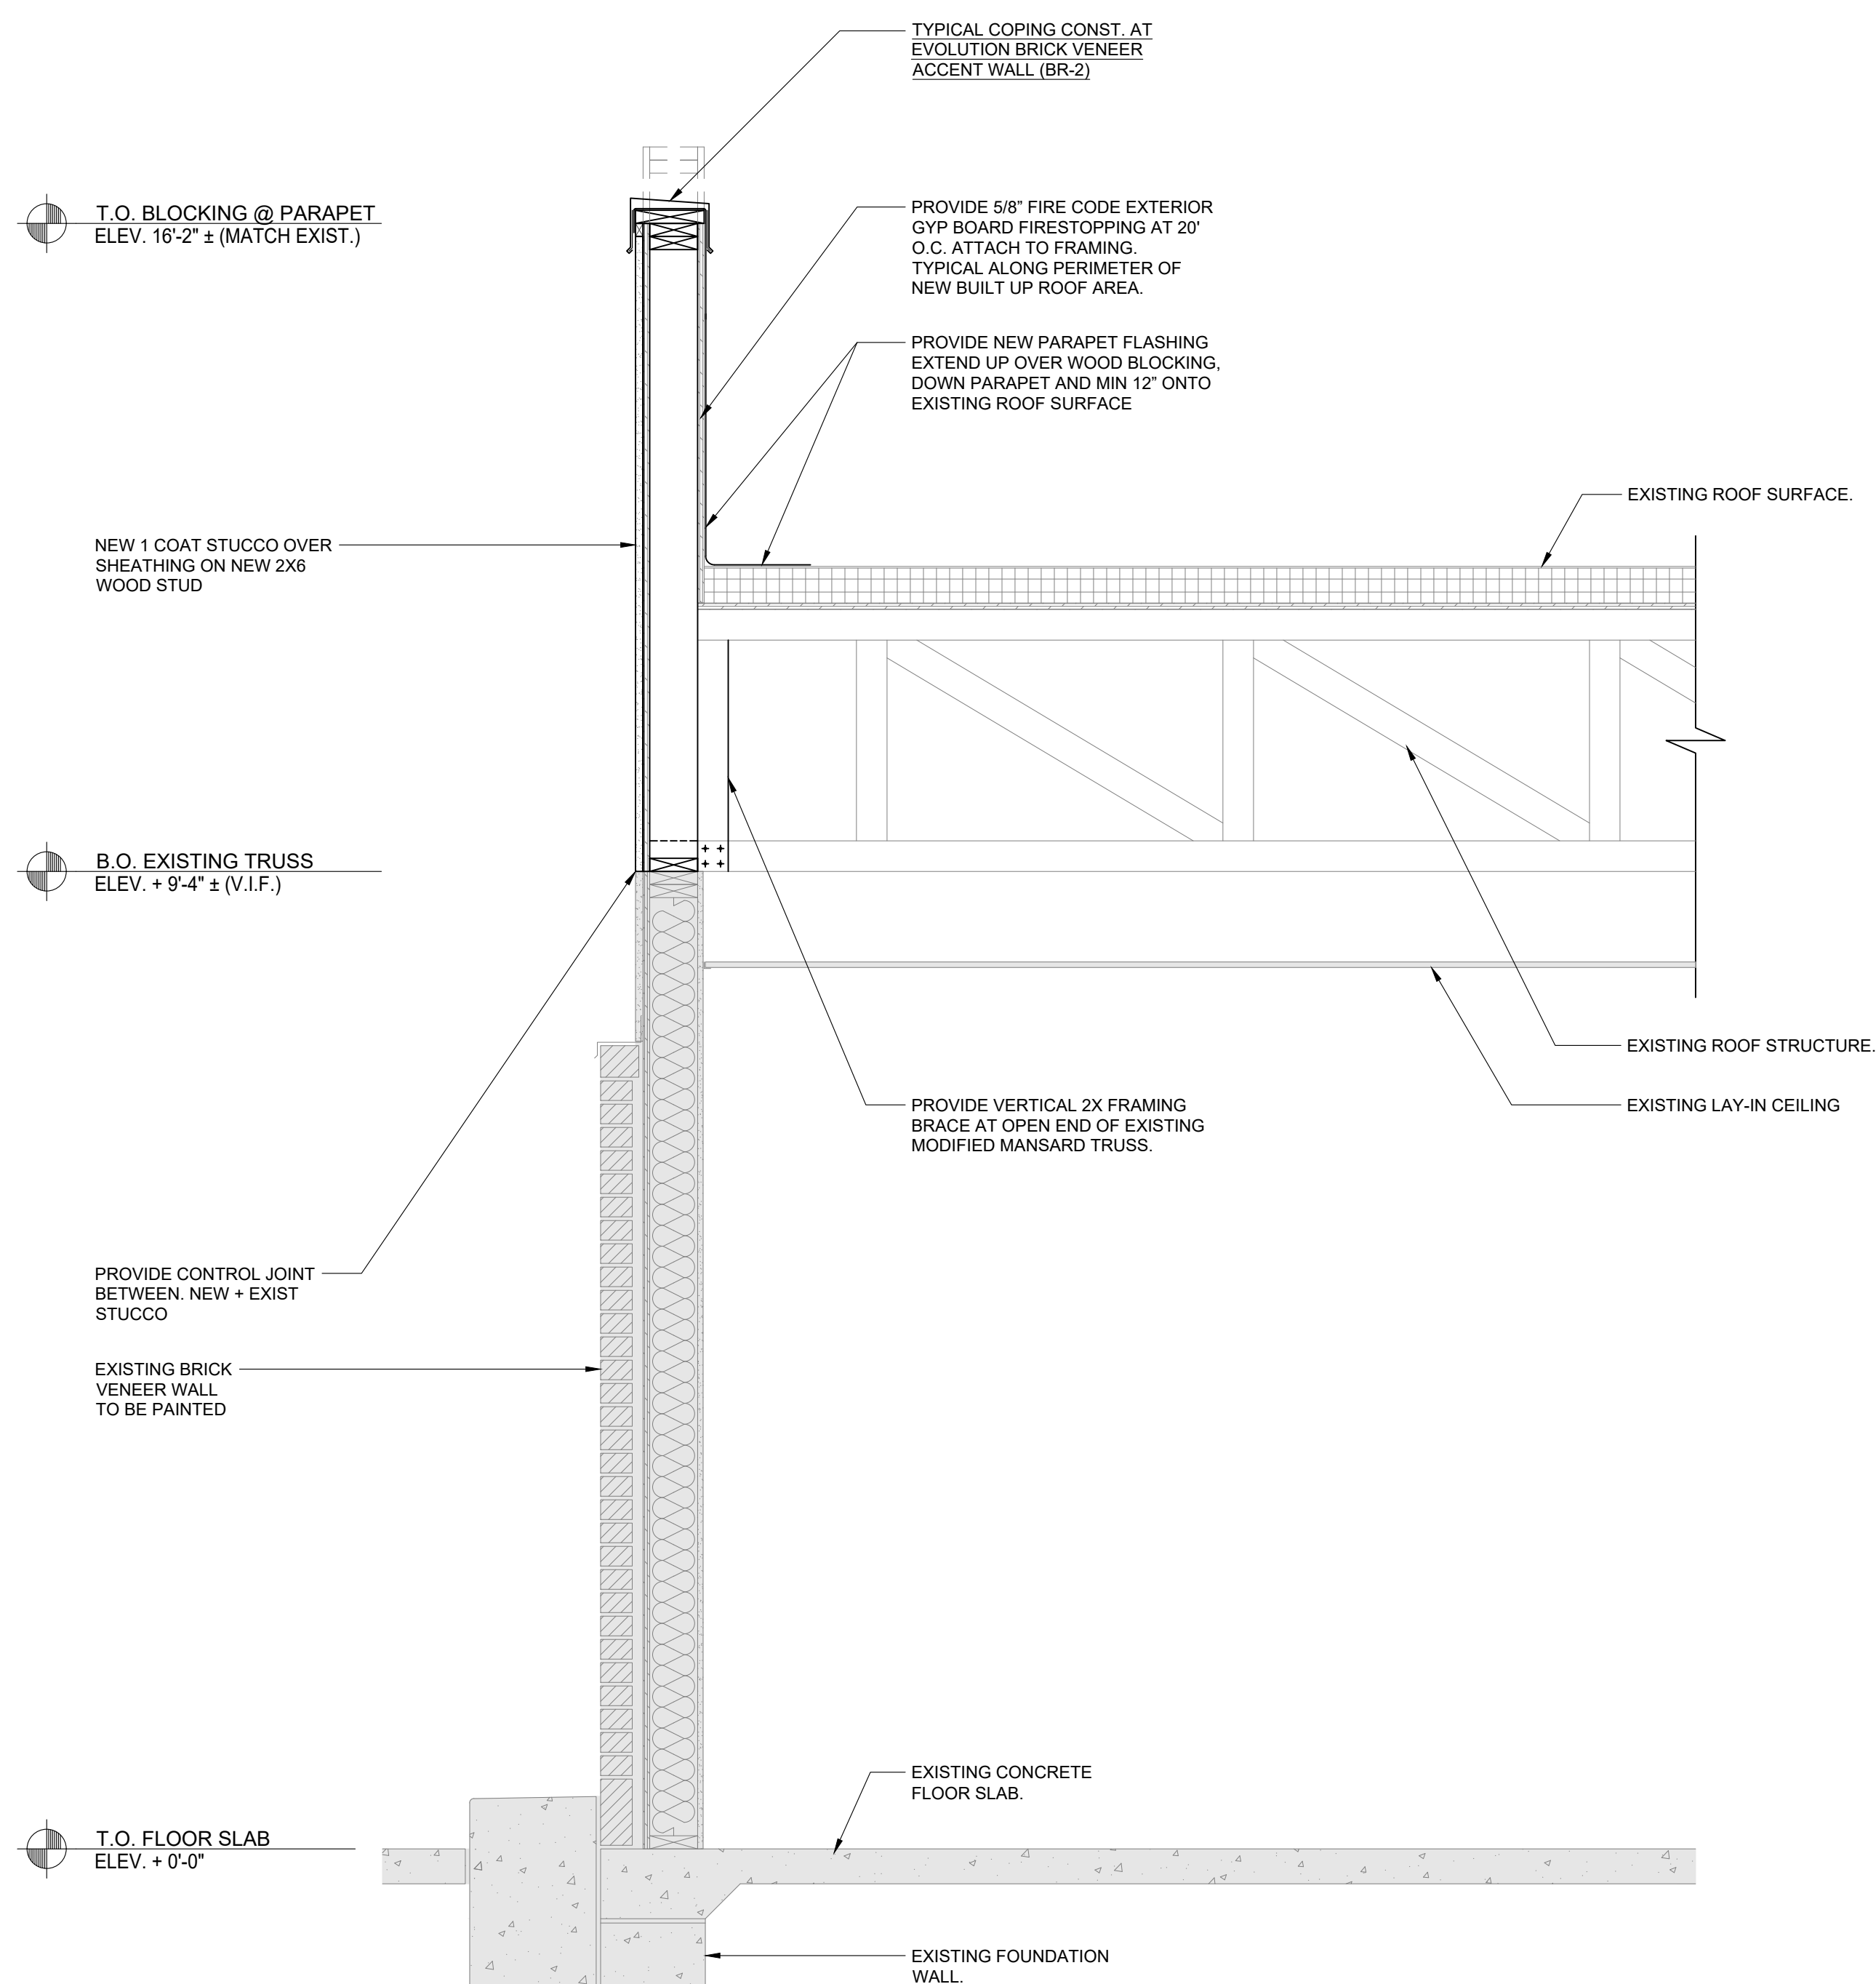 TYPICAL COPING CONST. AT
EVOLUTION BRICK VENEER
ACCENT WALL (BR-2)
T.O. BLOCKING @ PARAPET
ELEV. 16'-2" ± (MATCH EXIST.)
PROVIDE 5/8" FIRE CODE EXTERIOR
GYP BOARD FIRESTOPPING AT 20'
O.C. ATTACH TO FRAMING.
TYPICAL ALONG PERIMETER OF
NEW BUILT UP ROOF AREA.
PROVIDE NEW PARAPET FLASHING
EXTEND UP OVER WOOD BLOCKING,
DOWN PARAPET AND MIN 12" ONTO
EXISTING ROOF SURFACE
EXISTING ROOF SURFACE.
NEW 1 COAT STUCCO OVER
SHEATHING ON NEW 2X6
WOOD STUD
B.O. EXISTING TRUSS
ELEV. + 9'-4" ± (V.I.F.)
EXISTING ROOF STRUCTURE.
EXISTING LAY-IN CEILING
PROVIDE VERTICAL 2X FRAMING
BRACE AT OPEN END OF EXISTING
MODIFIED MANSARD TRUSS.
PROVIDE CONTROL JOINT
BETWEEN. NEW + EXIST
STUCCO
EXISTING BRICK
VENEER WALL
TO BE PAINTED
EXISTING CONCRETE
FLOOR SLAB.
T.O. FLOOR SLAB
ELEV. + 0'-0"
EXISTING FOUNDATION
WALL.